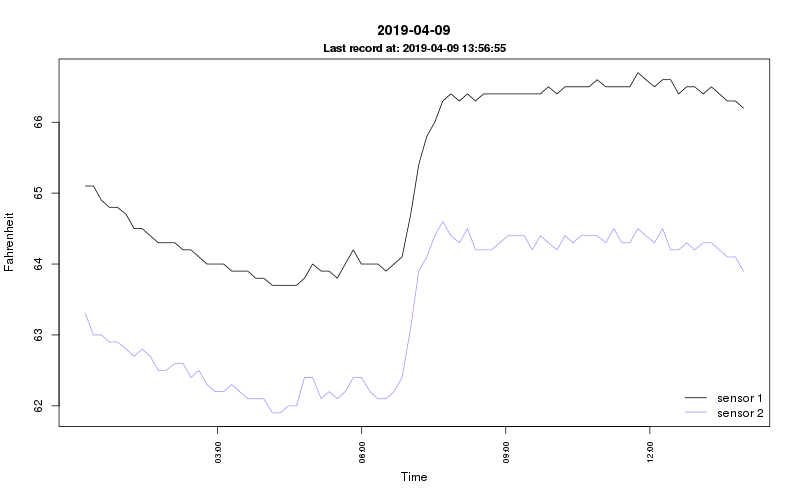 2019-04-09
Last record at: 2019-04-09 13:56:55
Fahrenheit
66
65
64
63
62
sensor 1
sensor 2
03:00
06:00
09:00
12:00
Time